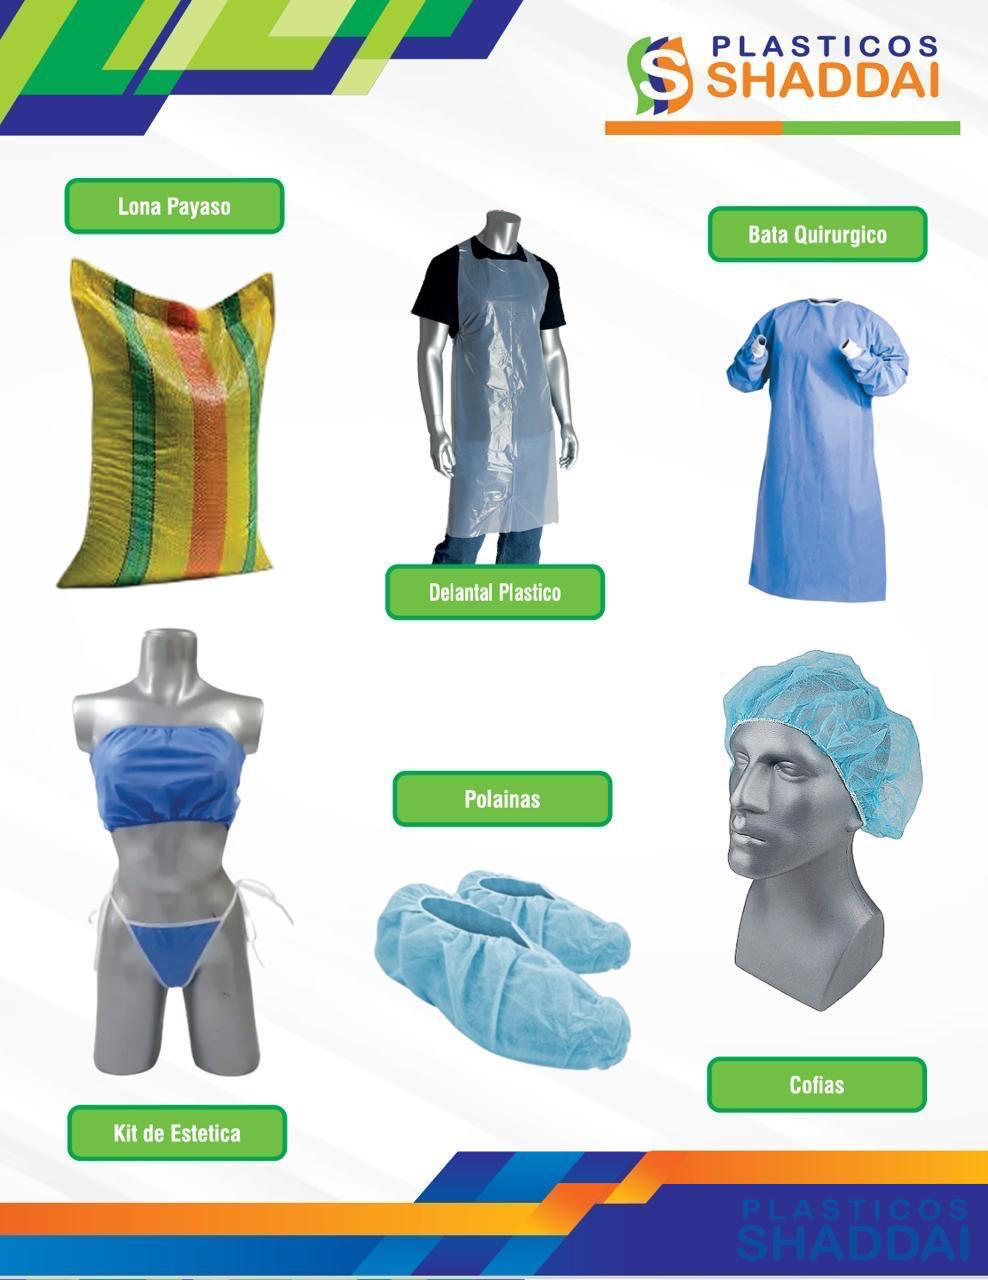 PLASTICOS
SHADDAI
Lona Payaso
Bata Quirurgico
Delantal Plastico
Polainas
Cofias
Kit de Estetica
PLASTICOS
SHADDAI